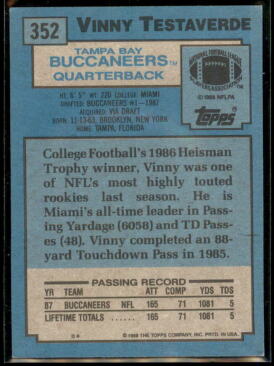 352 VINNY TESTAVERDE
TAMPA BAY
BUCCANEERS™
QUARTERBACK
HT: 6' 5" WT: 220 COLLEGE: MIAMI
DRAFTED: BUCCANEERS #1-1987
ACQUIRED: VIA DRAFT
BORN: 11-13-63, BROOKLYN, NEW YORK
HOME: TAMPA, FLORIDA
©1988 NFLPA
Topps
College Football's 1986 Heisman
Trophy winner, Vinny was one
of NFL's most highly touted
rookies last season. He is
Miami's all-time leader in Pass-
ing Yardage (6058) and TD Pass-
es (48). Vinny completed an 88-
yard Touchdown Pass in 1985.
PASSING RECORD
YR TEAM ATT COMP YDS TDS
87 BUCCANEERS NFL 165 71 1081 5
LIFETIME TOTALS ...... 165 71 1081 5
© 1988 THE TOPPS COMPANY, INC. PRTD. IN U.S.A.